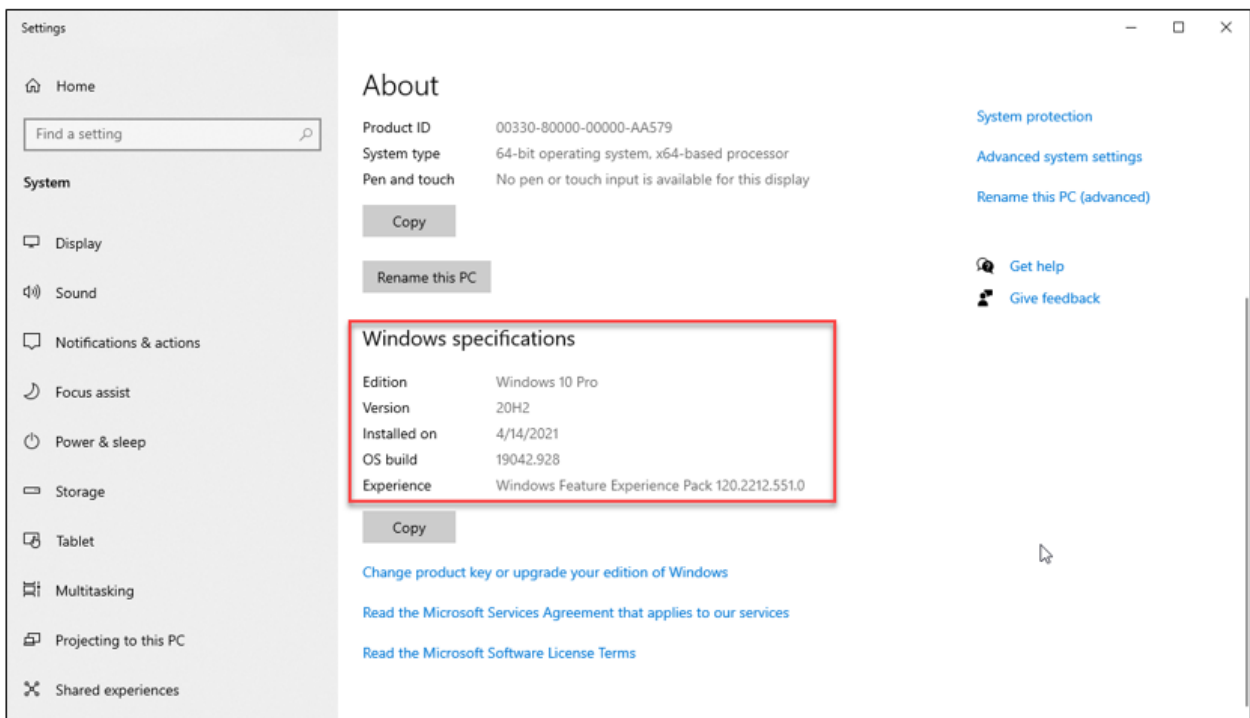 Settings
Home
Find a setting
System
Display
Sound
Notifications & actions
Focus assist
Power & sleep
Storage
Tablet
Multitasking
Projecting to this PC
Shared experiences
About
Product ID 00330-80000-00000-AA579
System type 64-bit operating system, x64-based processor
Pen and touch No pen or touch input is available for this display
Copy
Rename this PC
Windows specifications
Edition Windows 10 Pro
Version 20H2
Installed on 4/14/2021
OS build 19042.928
Experience Windows Feature Experience Pack 120.2212.551.0
Copy
Change product key or upgrade your edition of Windows
Read the Microsoft Services Agreement that applies to our services
Read the Microsoft Software License Terms
System protection
Advanced system settings
Rename this PC (advanced)
Get help
Give feedback